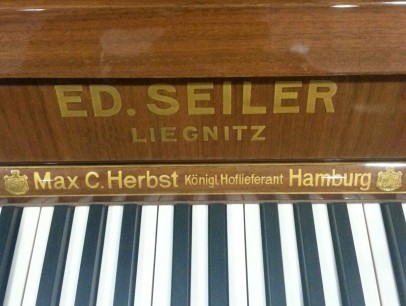 ED. SEILER
LIEGNITZ
Max C. Herbst Königl. Hoflieferant Hamburg